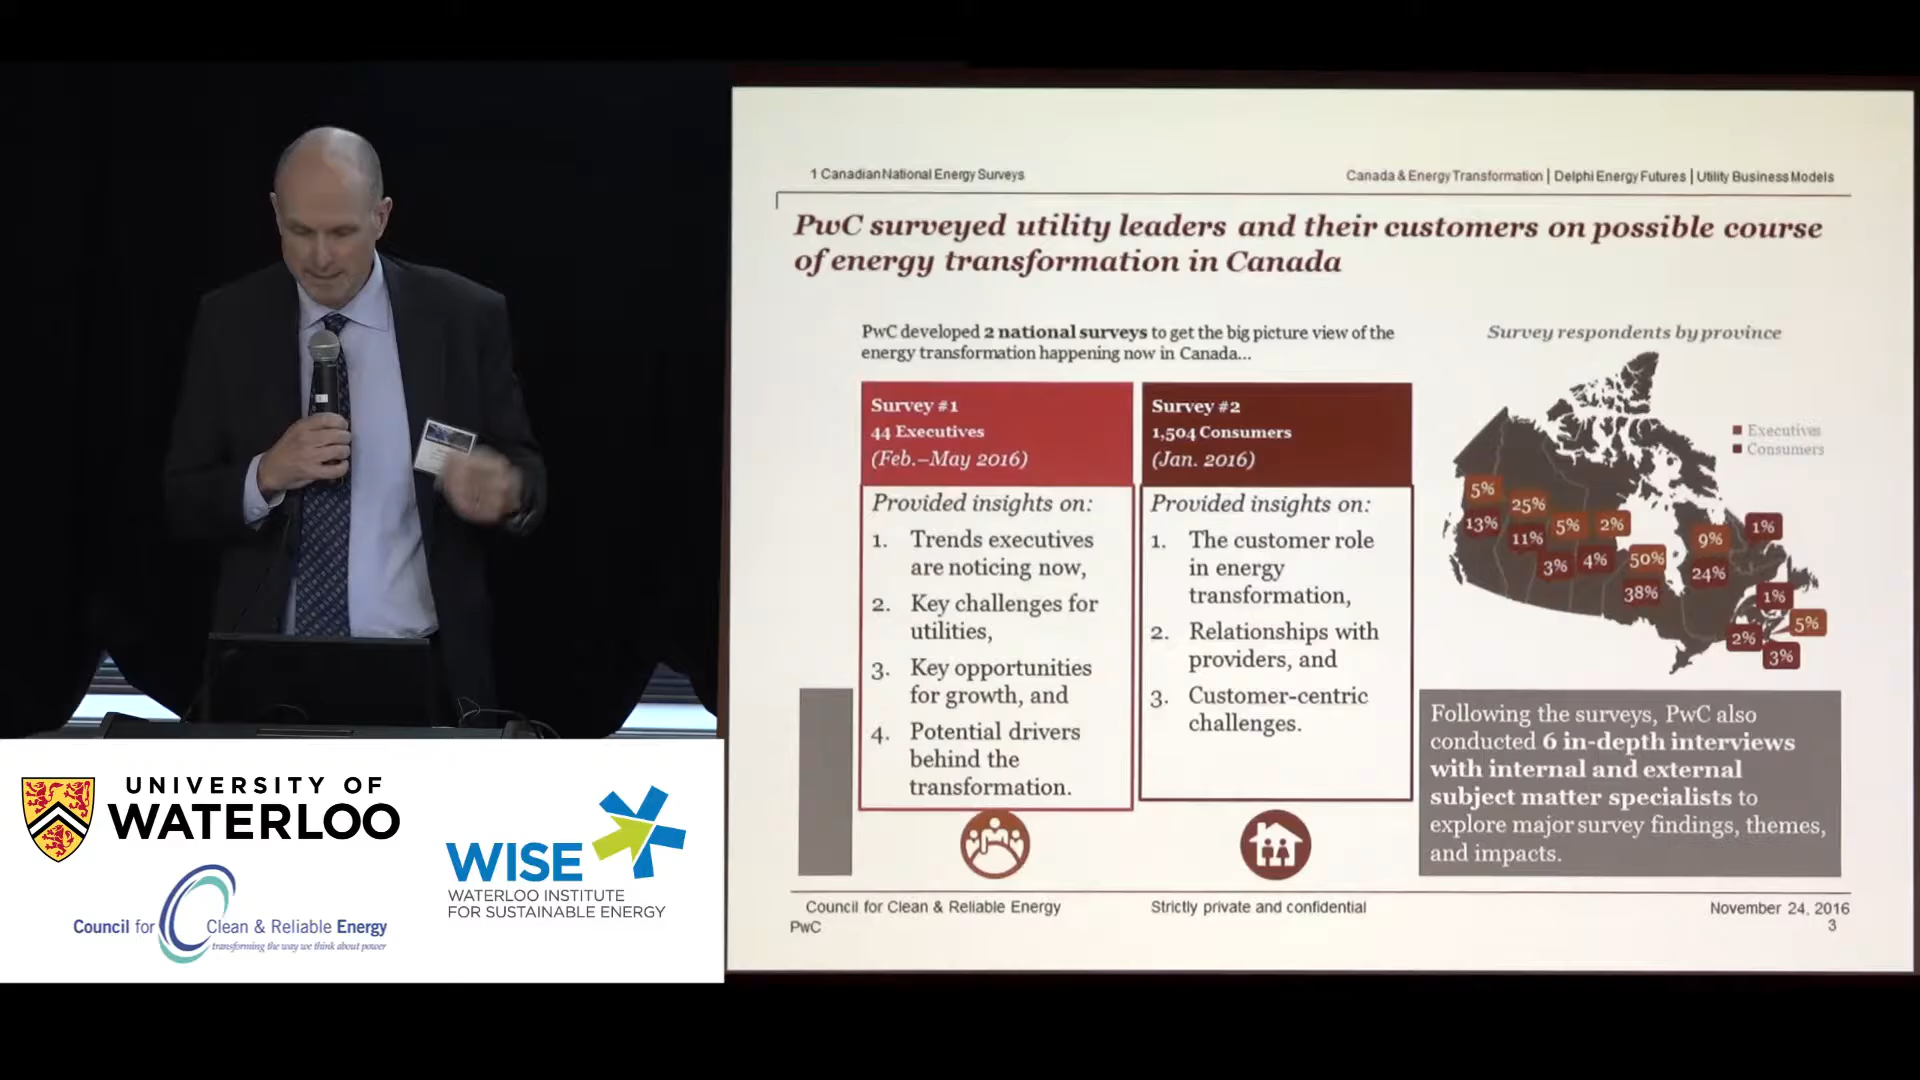 1 Canadian National Energy Surveys
Canada & Energy Transformation | Delphi Energy Futures | Utility Business Models
PwC surveyed utility leaders and their customers on possible course
of energy transformation in Canada
PwC developed 2 national surveys to get the big picture view of the
energy transformation happening now in Canada...
Survey #1
44 Executives
(Feb.–May 2016)
Provided insights on:
1. Trends executives
are noticing now,
2. Key challenges for
utilities,
3. Key opportunities
for growth, and
4. Potential drivers
behind the
transformation.
Survey #2
1,504 Consumers
(Jan. 2016)
Provided insights on:
1. The customer role
in energy
transformation,
2. Relationships with
providers, and
3. Customer-centric
challenges.
Survey respondents by province
Executives
Consumers
5%
13%
25%
11%
5%
3%
2%
4%
50%
38%
9%
24%
1%
1%
5%
2%
3%
Following the surveys, PwC also
conducted 6 in-depth interviews
with internal and external
subject matter specialists to
explore major survey findings, themes,
and impacts.
Council for Clean & Reliable Energy
Strictly private and confidential
November 24, 2016
PwC
3
UNIVERSITY OF
WATERLOO
WISE
WATERLOO INSTITUTE
FOR SUSTAINABLE ENERGY
Council for Clean & Reliable Energy
transforming the way we think about power